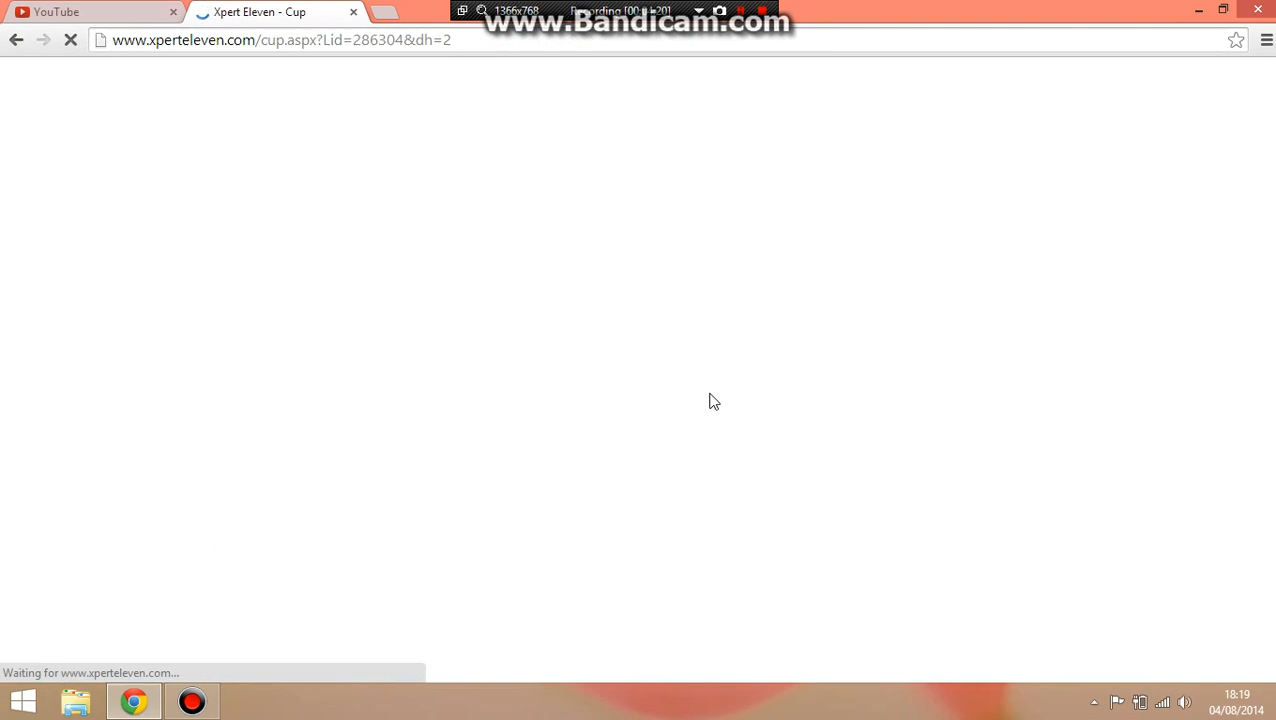 YouTube
Xpert Eleven - Cup
1366x768
www.Bandicam.com
www.xperteleven.com/cup.aspx?Lid=286304&dh=2
Waiting for www.xperteleven.com...
18:19
04/08/2014